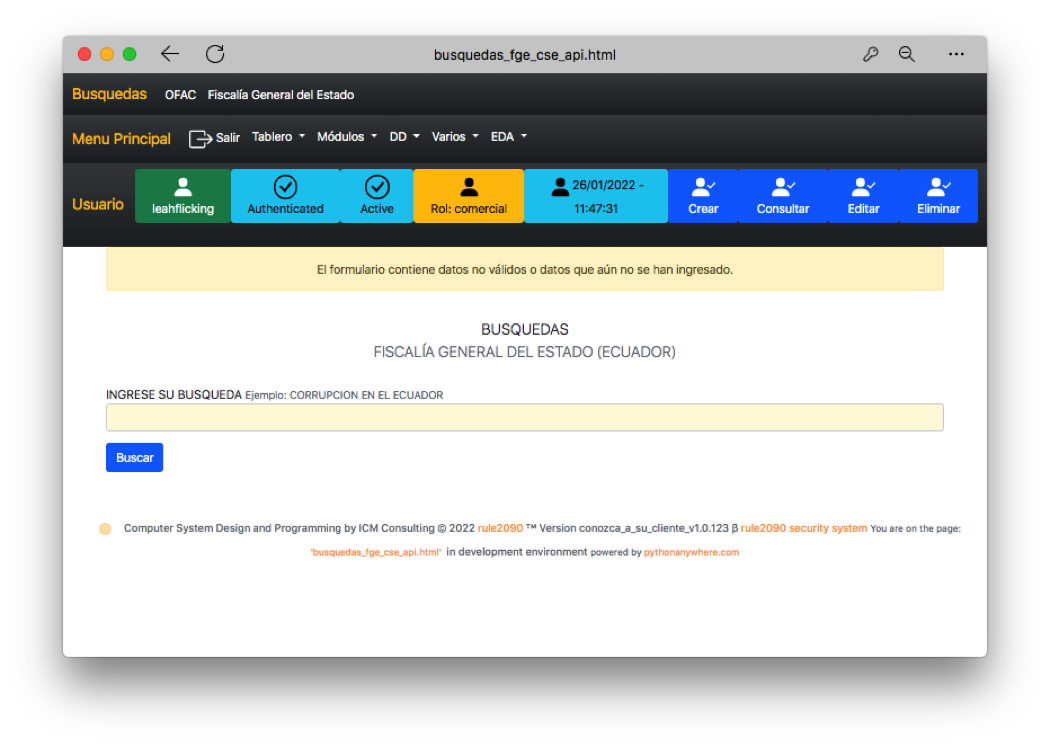 busquedas_fge_cse_api.html
Busquedas OFAC Fiscalía General del Estado
Menu Principal Salir Tablero Módulos DD Varios EDA
Usuario leahflicking Authenticated Active Rol: comercial 26/01/2022 - 11:47:31 Crear Consultar Editar Eliminar
El formulario contiene datos no válidos o datos que aún no se han ingresado.
BUSQUEDAS
FISCALÍA GENERAL DEL ESTADO (ECUADOR)
INGRESE SU BUSQUEDA Ejemplo: CORRUPCION EN EL ECUADOR
Buscar
Computer System Design and Programming by ICM Consulting © 2022 rule2090 ™ Version conozca_a_su_cliente_v1.0.123 β rule2090 security system You are on the page:
'busquedas_fge_cse_api.html' in development environment powered by pythonanywhere.com